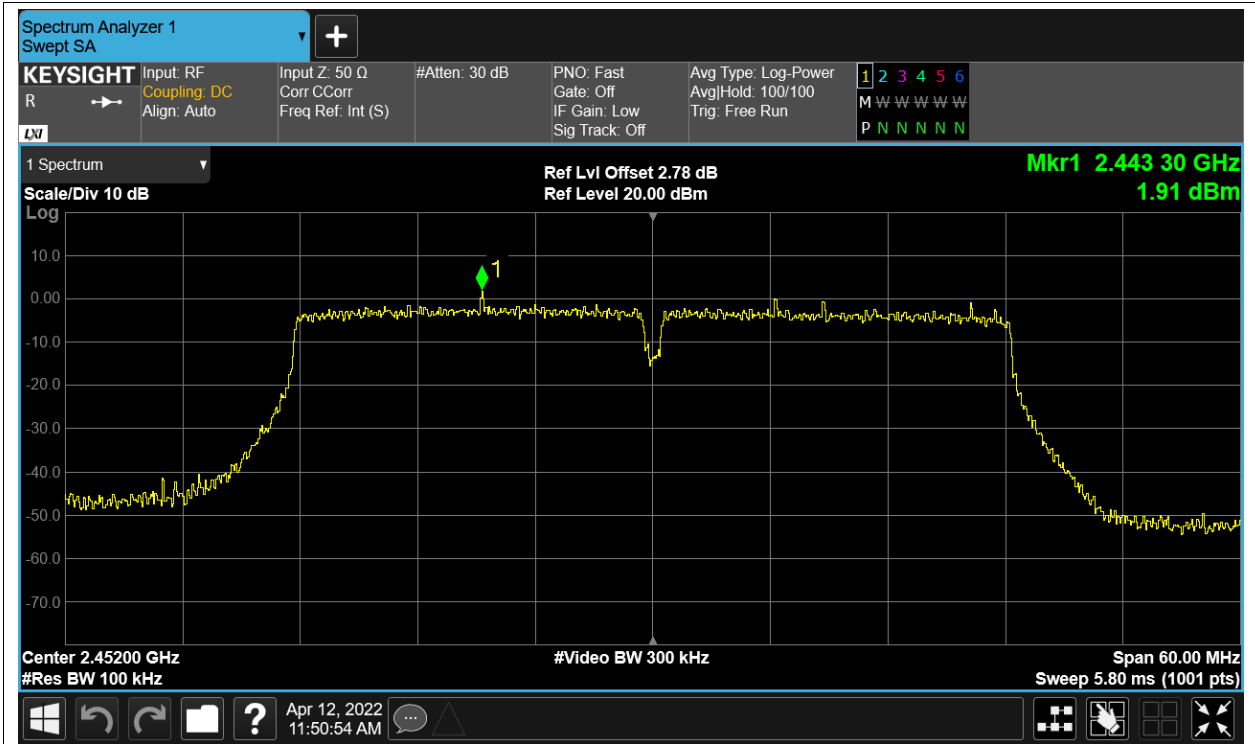 Spectrum Analyzer 1
Swept SA
+
KEYSIGHT
R
LXI
Input: RF
Coupling: DC
Align: Auto
Input Z: 50 Ω
Corr CCorr
Freq Ref: Int (S)
#Atten: 30 dB
PNO: Fast
Gate: Off
IF Gain: Low
Sig Track: Off
Avg Type: Log-Power
Avg|Hold: 100/100
Trig: Free Run
1 2 3 4 5 6
M W W W W W
P N N N N N
1 Spectrum
Scale/Div 10 dB
Log
Ref Lvl Offset 2.78 dB
Ref Level 20.00 dBm
Mkr1 2.443 30 GHz
1.91 dBm
1
10.0
0.00
-10.0
-20.0
-30.0
-40.0
-50.0
-60.0
-70.0
Center 2.45200 GHz
#Res BW 100 kHz
#Video BW 300 kHz
Span 60.00 MHz
Sweep 5.80 ms (1001 pts)
?
Apr 12, 2022
11:50:54 AM